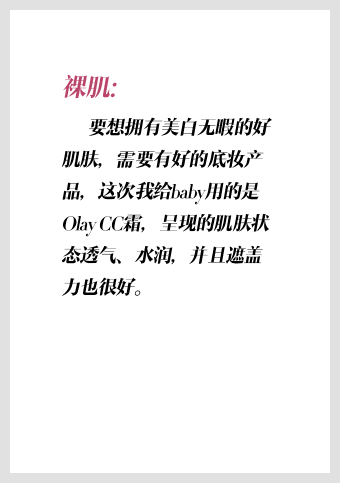 裸肌:
要想拥有美白无暇的好
肌肤，需要有好的底妆产
品，这次我给baby用的是
Olay CC霜，呈现的肌肤状
态透气、水润，并且遮盖
力也很好。